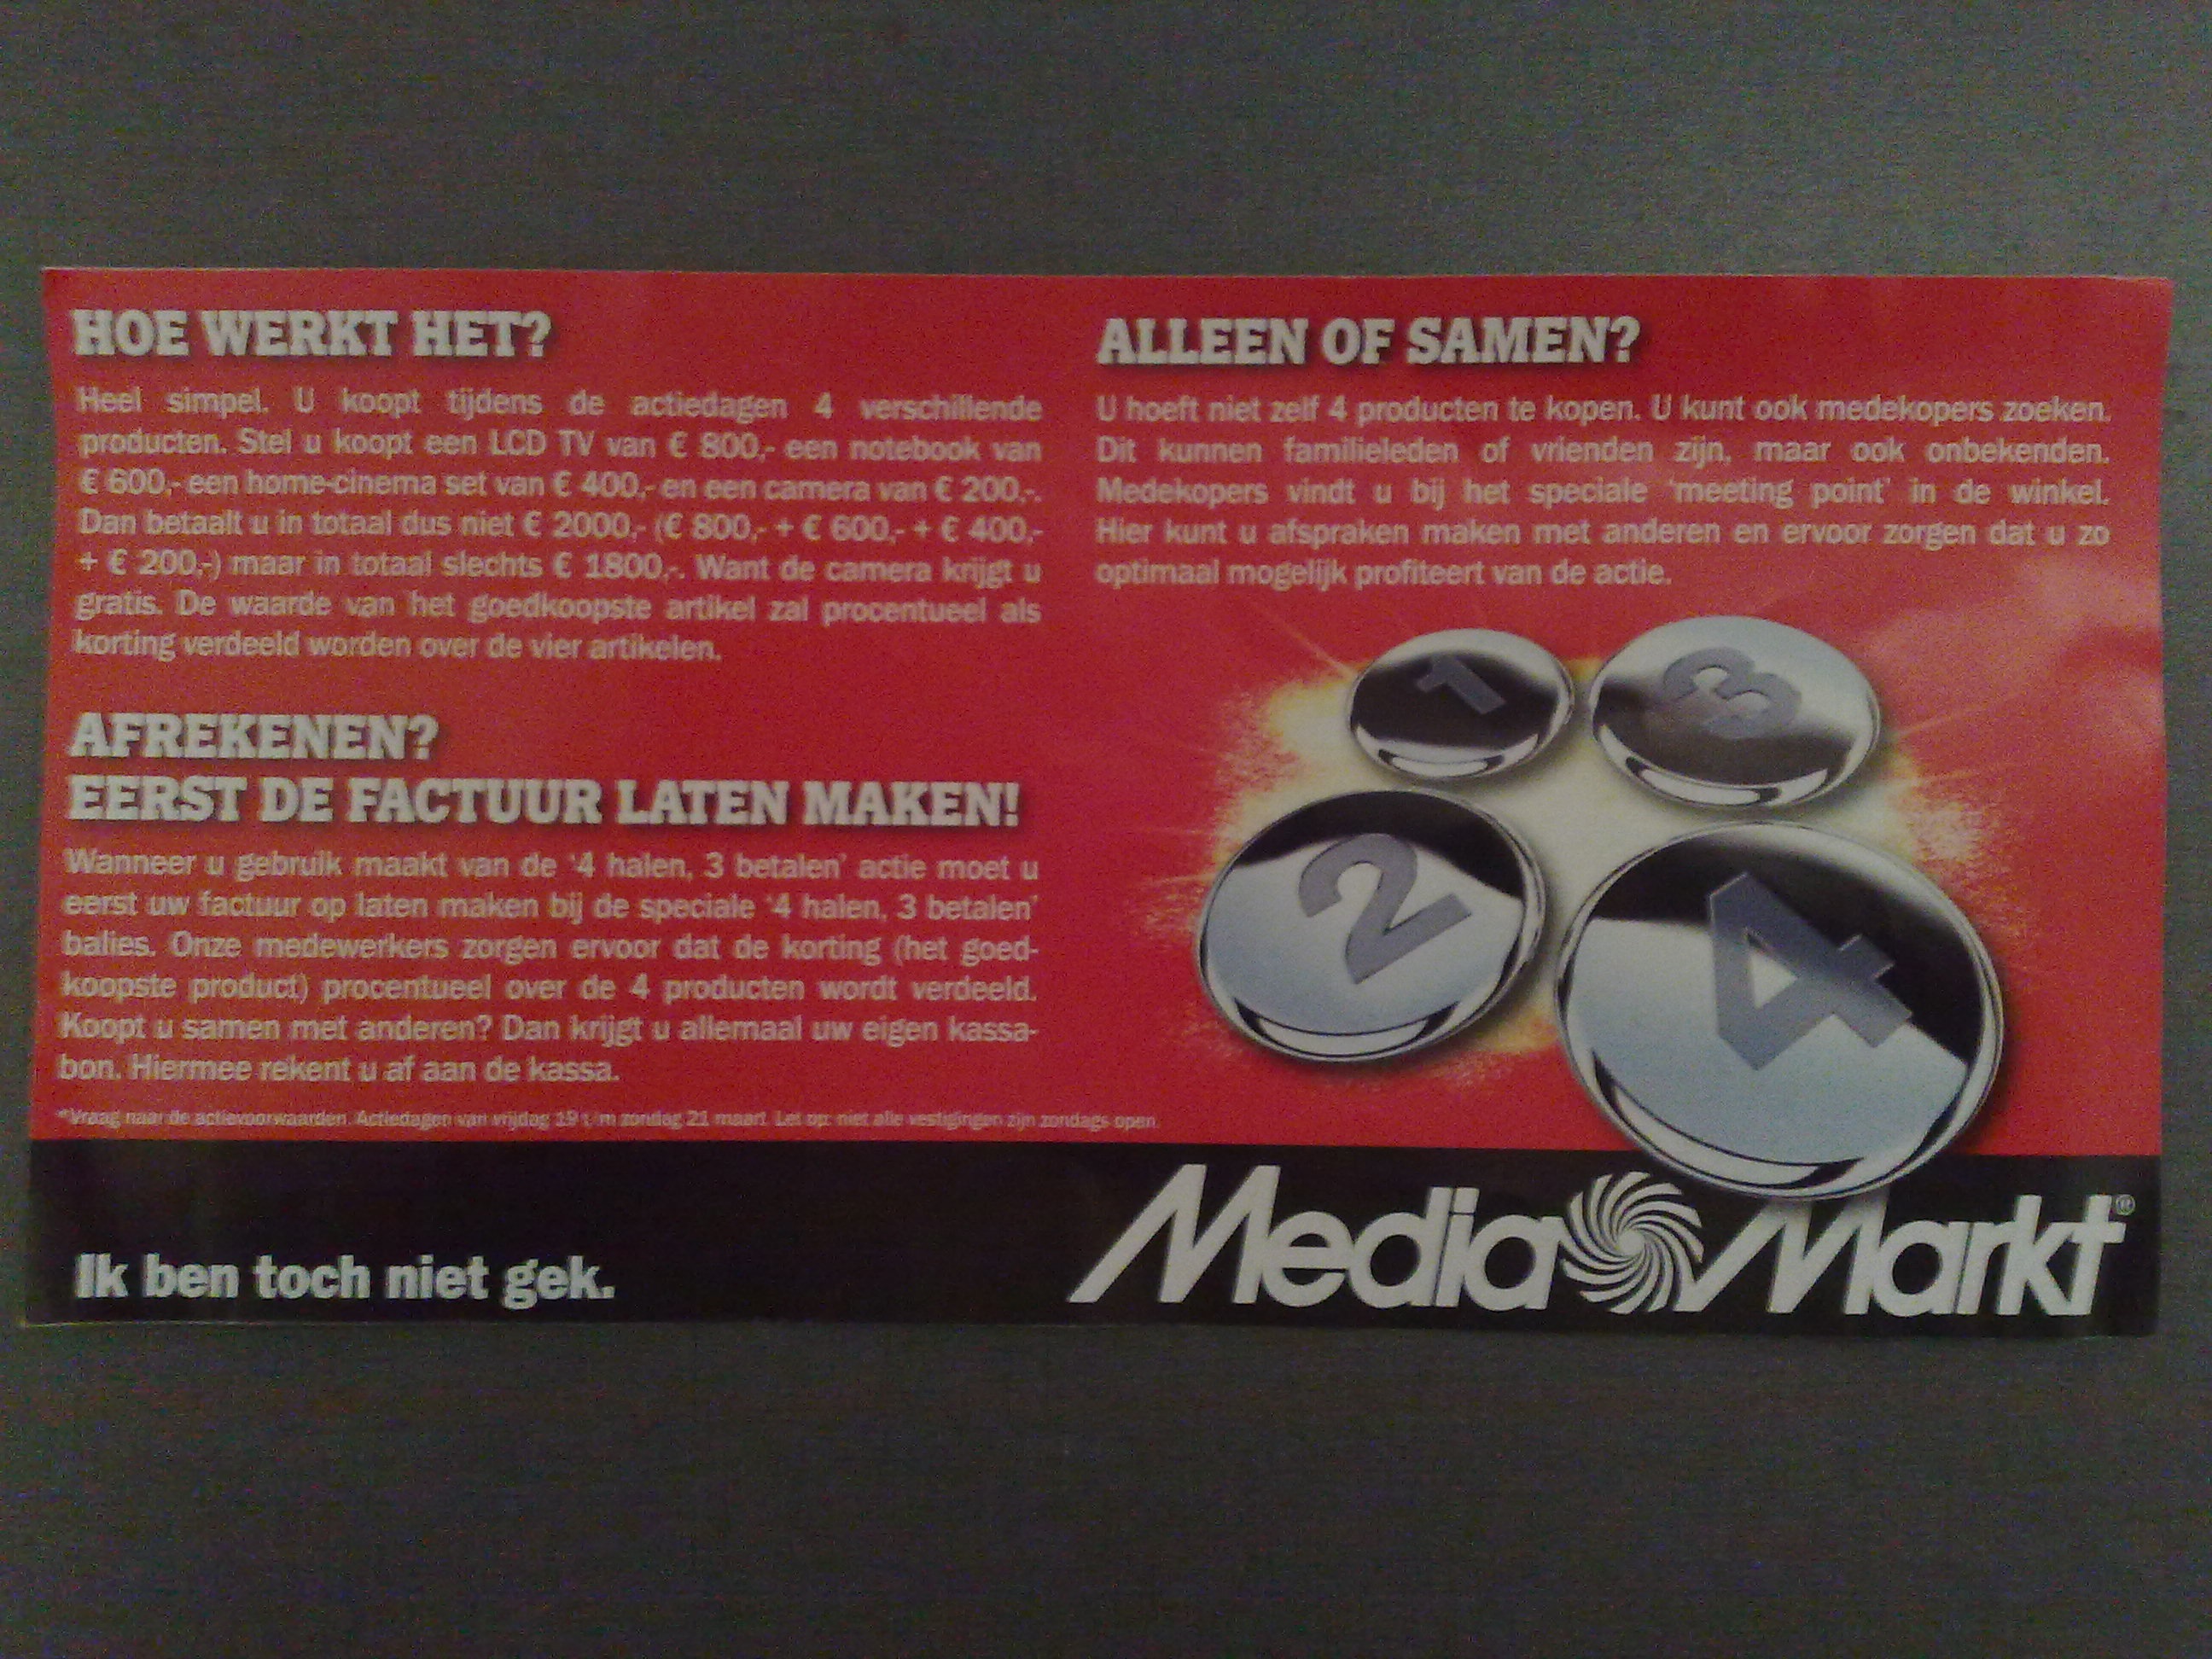 HOE WERKT HET?
Heel simpel. U koopt tijdens de actiedagen 4 verschillende
producten. Stel u koopt een LCD TV van € 800,- een notebook van
€ 600,- een home-cinema set van € 400,- en een camera van € 200,-.
Dan betaalt u in totaal dus niet € 2000,- (€ 800,- + € 600,- + € 400,-
+ € 200,-) maar in totaal slechts € 1800,-. Want de camera krijgt u
gratis. De waarde van het goedkoopste artikel zal procentueel als
korting verdeeld worden over de vier artikelen.
AFREKENEN?
EERST DE FACTUUR LATEN MAKEN!
Wanneer u gebruik maakt van de '4 halen, 3 betalen' actie moet u
eerst uw factuur op laten maken bij de speciale '4 halen, 3 betalen'
balies. Onze medewerkers zorgen ervoor dat de korting (het goed-
koopste product) procentueel over de 4 producten wordt verdeeld.
Koopt u samen met anderen? Dan krijgt u allemaal uw eigen kassa-
bon. Hiermee rekent u af aan de kassa.
*Vraag naar de actievoorwaarden. Actiedagen van vrijdag 19 t/m zondag 21 maart. Let op: niet alle vestigingen zijn zondags open.
ALLEEN OF SAMEN?
U hoeft niet zelf 4 producten te kopen. U kunt ook medekopers zoeken.
Dit kunnen familieleden of vrienden zijn, maar ook onbekenden.
Medekopers vindt u bij het speciale 'meeting point' in de winkel.
Hier kunt u afspraken maken met anderen en ervoor zorgen dat u zo
optimaal mogelijk profiteert van de actie.
1
3
2
4
Ik ben toch niet gek.
Media Markt®